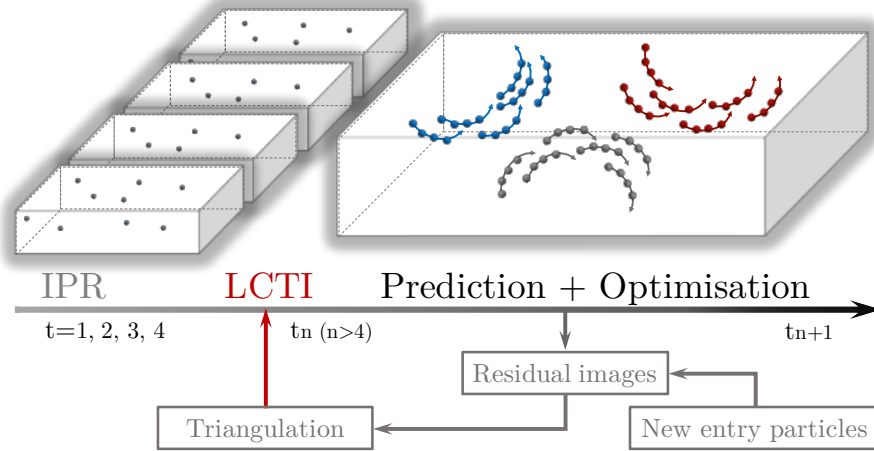 IPR LCTI Prediction + Optimisation
t=1, 2, 3, 4 tn (n>4) tn+1
Residual images
Triangulation New entry particles